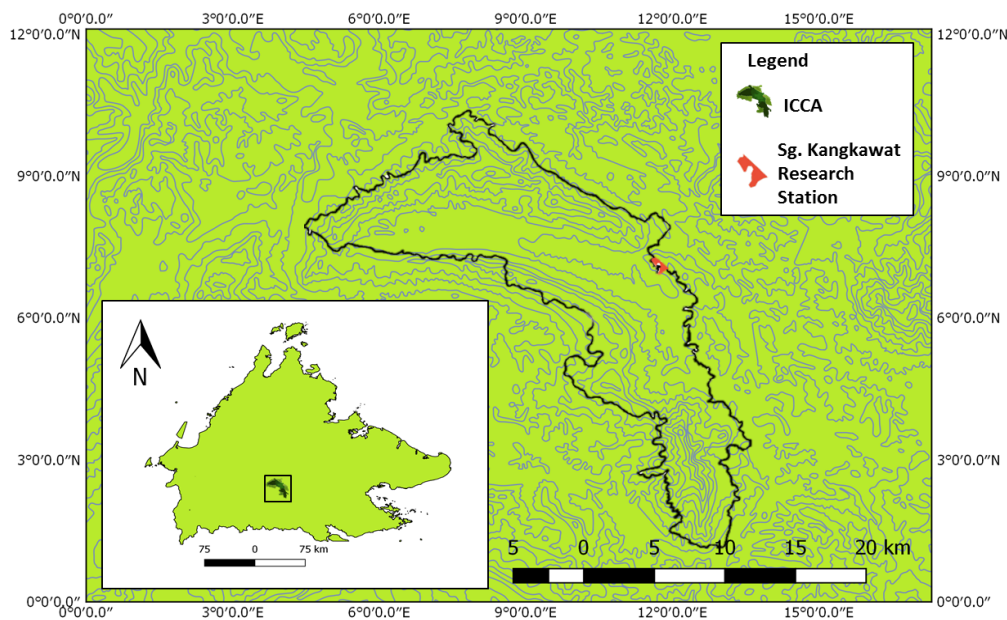 0°0′0.0″ 3°0′0.0″E 6°0′0.0″E 9°0′0.0″E 12°0′0.0″E 15°0′0.0″E
12°0′0.0″N 12°0′0.0″N
Legend
ICCA
Sg. Kangkawat
Research
Station
9°0′0.0″N 9°0′0.0″N
6°0′0.0″N 6°0′0.0″N
N
3°0′0.0″N 3°0′0.0″N
75 0 75 km
5 0 5 10 15 20 km
0°0′0.0″ 0°0′0.0″
0°0′0.0″ 3°0′0.0″E 6°0′0.0″E 9°0′0.0″E 12°0′0.0″E 15°0′0.0″E